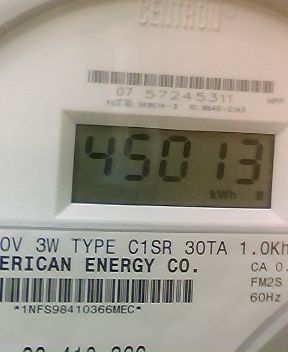 CENTRON
07 57245311 MPP
45013
kWh
0V 3W TYPE C1SR 30TA 1.0Kh
ERICAN ENERGY CO.
CA 0.
FM2S
60Hz
*1NFS98410366MEC*